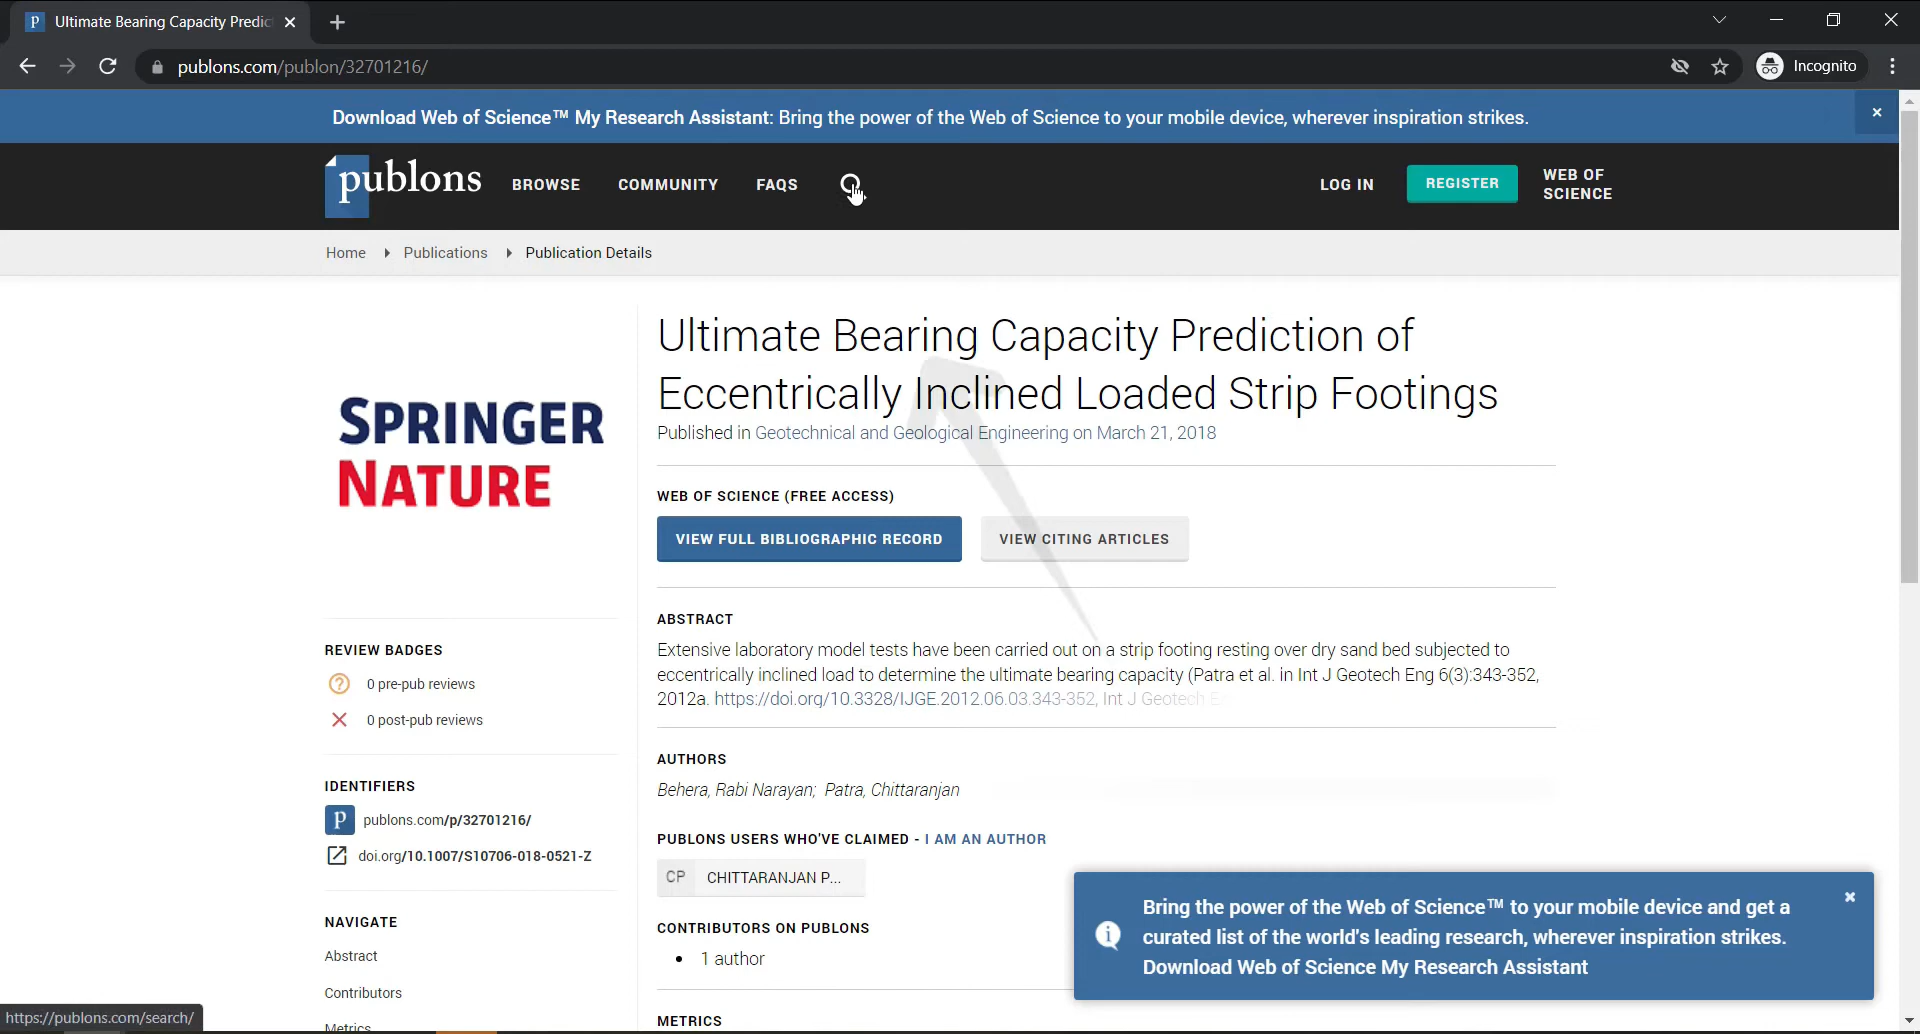 Ultimate Bearing Capacity Predic
publons.com/publon/32701216/
Incognito
Download Web of Science™ My Research Assistant: Bring the power of the Web of Science to your mobile device, wherever inspiration strikes.
publons
BROWSE
COMMUNITY
FAQS
LOG IN
REGISTER
WEB OF
SCIENCE
Home
Publications
Publication Details
Ultimate Bearing Capacity Prediction of
Eccentrically Inclined Loaded Strip Footings
Published in Geotechnical and Geological Engineering on March 21, 2018
SPRINGER
NATURE
WEB OF SCIENCE (FREE ACCESS)
VIEW FULL BIBLIOGRAPHIC RECORD
VIEW CITING ARTICLES
ABSTRACT
Extensive laboratory model tests have been carried out on a strip footing resting over dry sand bed subjected to
eccentrically inclined load to determine the ultimate bearing capacity (Patra et al. in Int J Geotech Eng 6(3):343-352,
2012a. https://doi.org/10.3328/IJGE.2012.06.03.343-352, Int J Geotech
REVIEW BADGES
0 pre-pub reviews
0 post-pub reviews
AUTHORS
Behera, Rabi Narayan; Patra, Chittaranjan
IDENTIFIERS
p publons.com/p/32701216/
doi.org/10.1007/S10706-018-0521-Z
PUBLONS USERS WHO'VE CLAIMED - I AM AN AUTHOR
CP CHITTARANJAN P...
CONTRIBUTORS ON PUBLONS
1 author
METRICS
NAVIGATE
Abstract
Contributors
Metrics
Bring the power of the Web of Science™ to your mobile device and get a
curated list of the world's leading research, wherever inspiration strikes.
Download Web of Science My Research Assistant
https://publons.com/search/